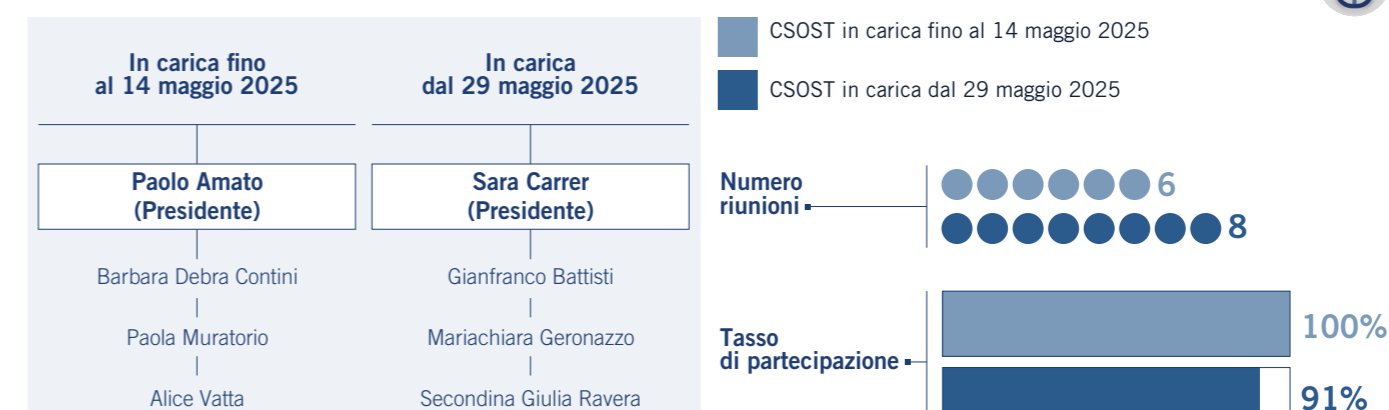 In carica fino
al 14 maggio 2025
Paolo Amato
(Presidente)
Barbara Debra Contini
Paola Muratorio
Alice Vatta
In carica
dal 29 maggio 2025
Sara Carrer
(Presidente)
Gianfranco Battisti
Mariachiara Geronazzo
Secondina Giulia Ravera
CSOST in carica fino al 14 maggio 2025
CSOST in carica dal 29 maggio 2025
Numero
riunioni
6
8
Tasso
di partecipazione
100%
91%